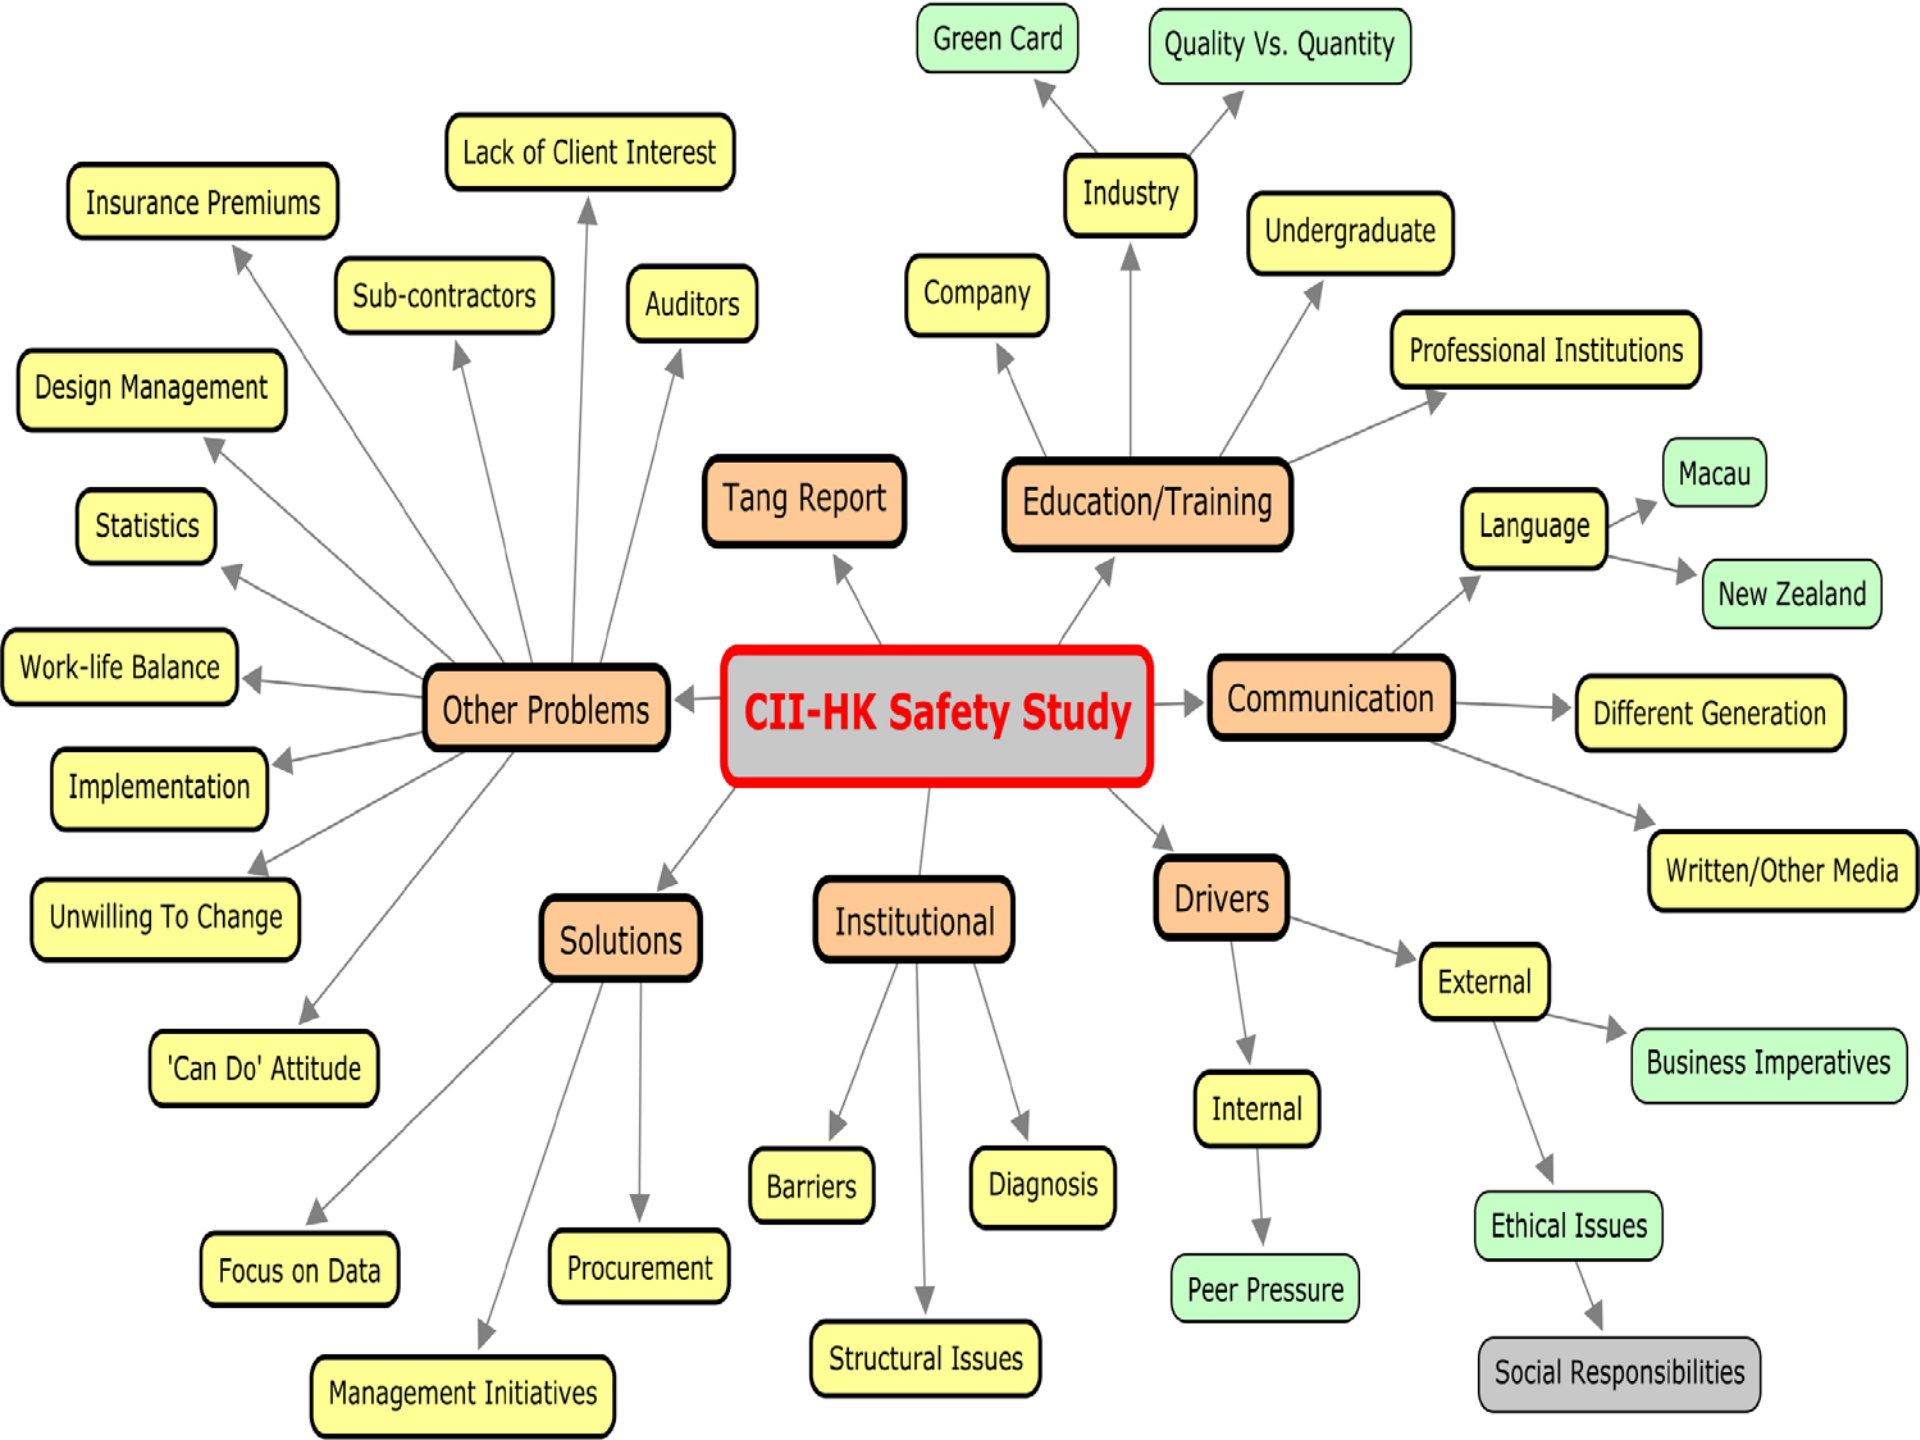 Green Card
Quality Vs. Quantity
Lack of Client Interest
Insurance Premiums
Industry
Undergraduate
Sub-contractors
Auditors
Company
Professional Institutions
Design Management
Tang Report
Education/Training
Macau
Statistics
Language
New Zealand
Work-life Balance
Other Problems
CII-HK Safety Study
Communication
Different Generation
Implementation
Written/Other Media
Unwilling To Change
Solutions
Institutional
Drivers
External
'Can Do' Attitude
Business Imperatives
Internal
Barriers
Diagnosis
Ethical Issues
Focus on Data
Procurement
Peer Pressure
Structural Issues
Social Responsibilities
Management Initiatives